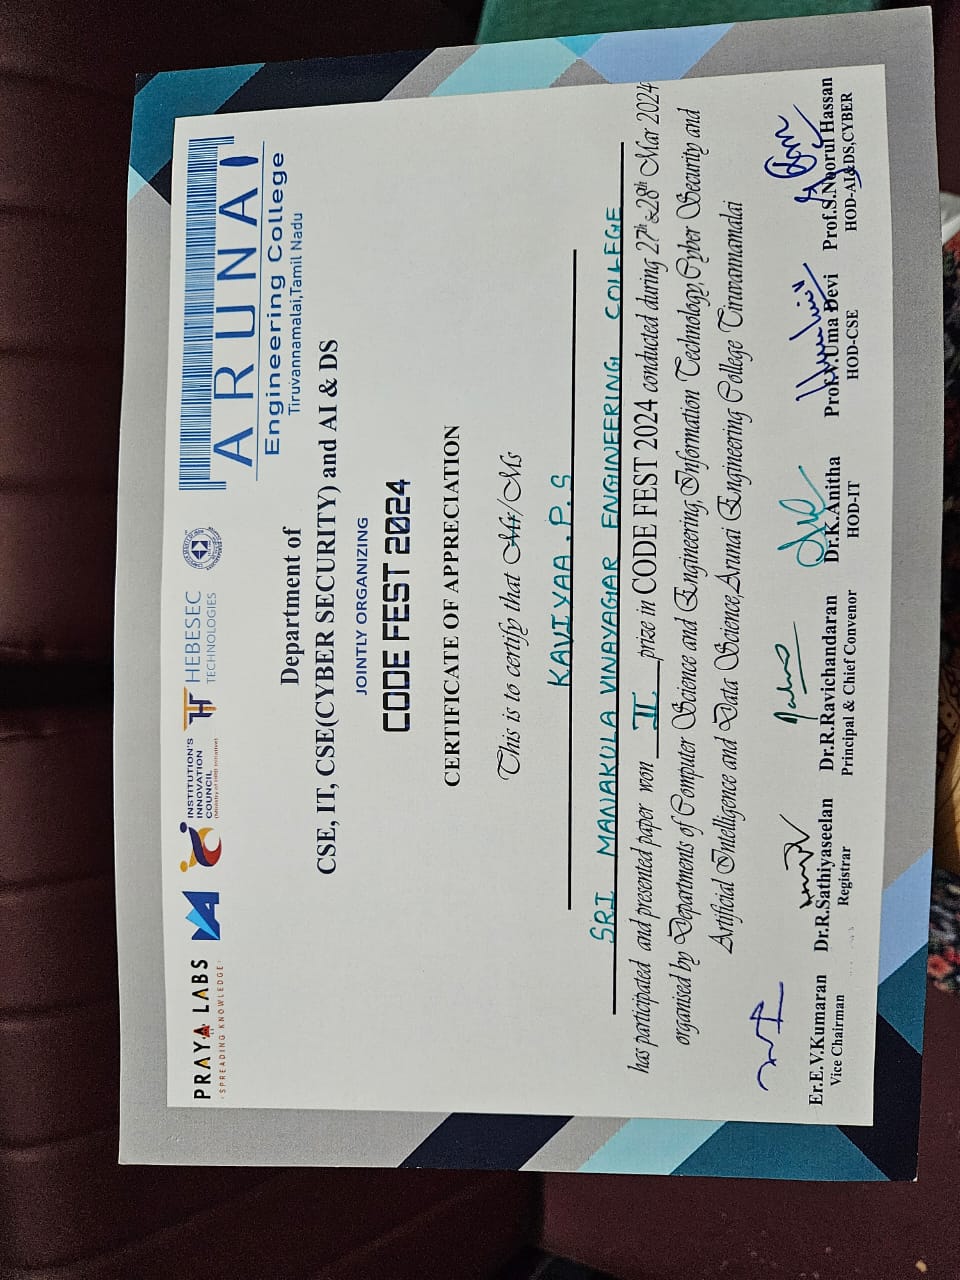 PRAYA LABS
·SPREADING KNOWLEDGE·
INSTITUTION'S
INNOVATION
COUNCIL
(Ministry of HRD Initiative)
HEBESEC
TECHNOLOGIES
ARUNAI
Engineering College
Tiruvannamalai,Tamil Nadu
Department of
CSE, IT, CSE(CYBER SECURITY) and AI & DS
JOINTLY ORGANIZING
CODE FEST 2024
CERTIFICATE OF APPRECIATION
This is to certify that Mr/Ms
KAVIYAA.P.S
SRI MANAKULA VINAYAGAR ENGINEERING COLLEGE
has participated and presented paper won II prize in CODE FEST 2024 conducted during 27th &28th Mar 2024
organised by Departments of Computer Science and Engineering,Information Technology,Cyber Security and
Artificial Intelligence and Data Science,Arunai Engineering College Tiruvannamalai
Er.E.V.Kumaran Dr.R.Sathiyaseelan Dr.R.Ravichandaran Dr.K.Anitha Prof.V.Uma Devi Prof.S.Noorul Hassan
Vice Chairman Registrar Principal & Chief Convenor HOD-IT HOD-CSE HOD-AI&DS,CYBER